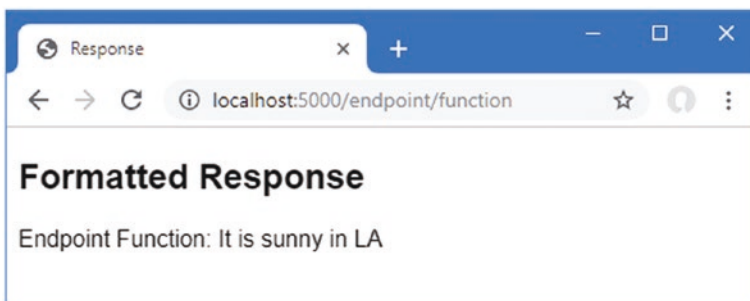 Response
localhost:5000/endpoint/function
Formatted Response
Endpoint Function: It is sunny in LA